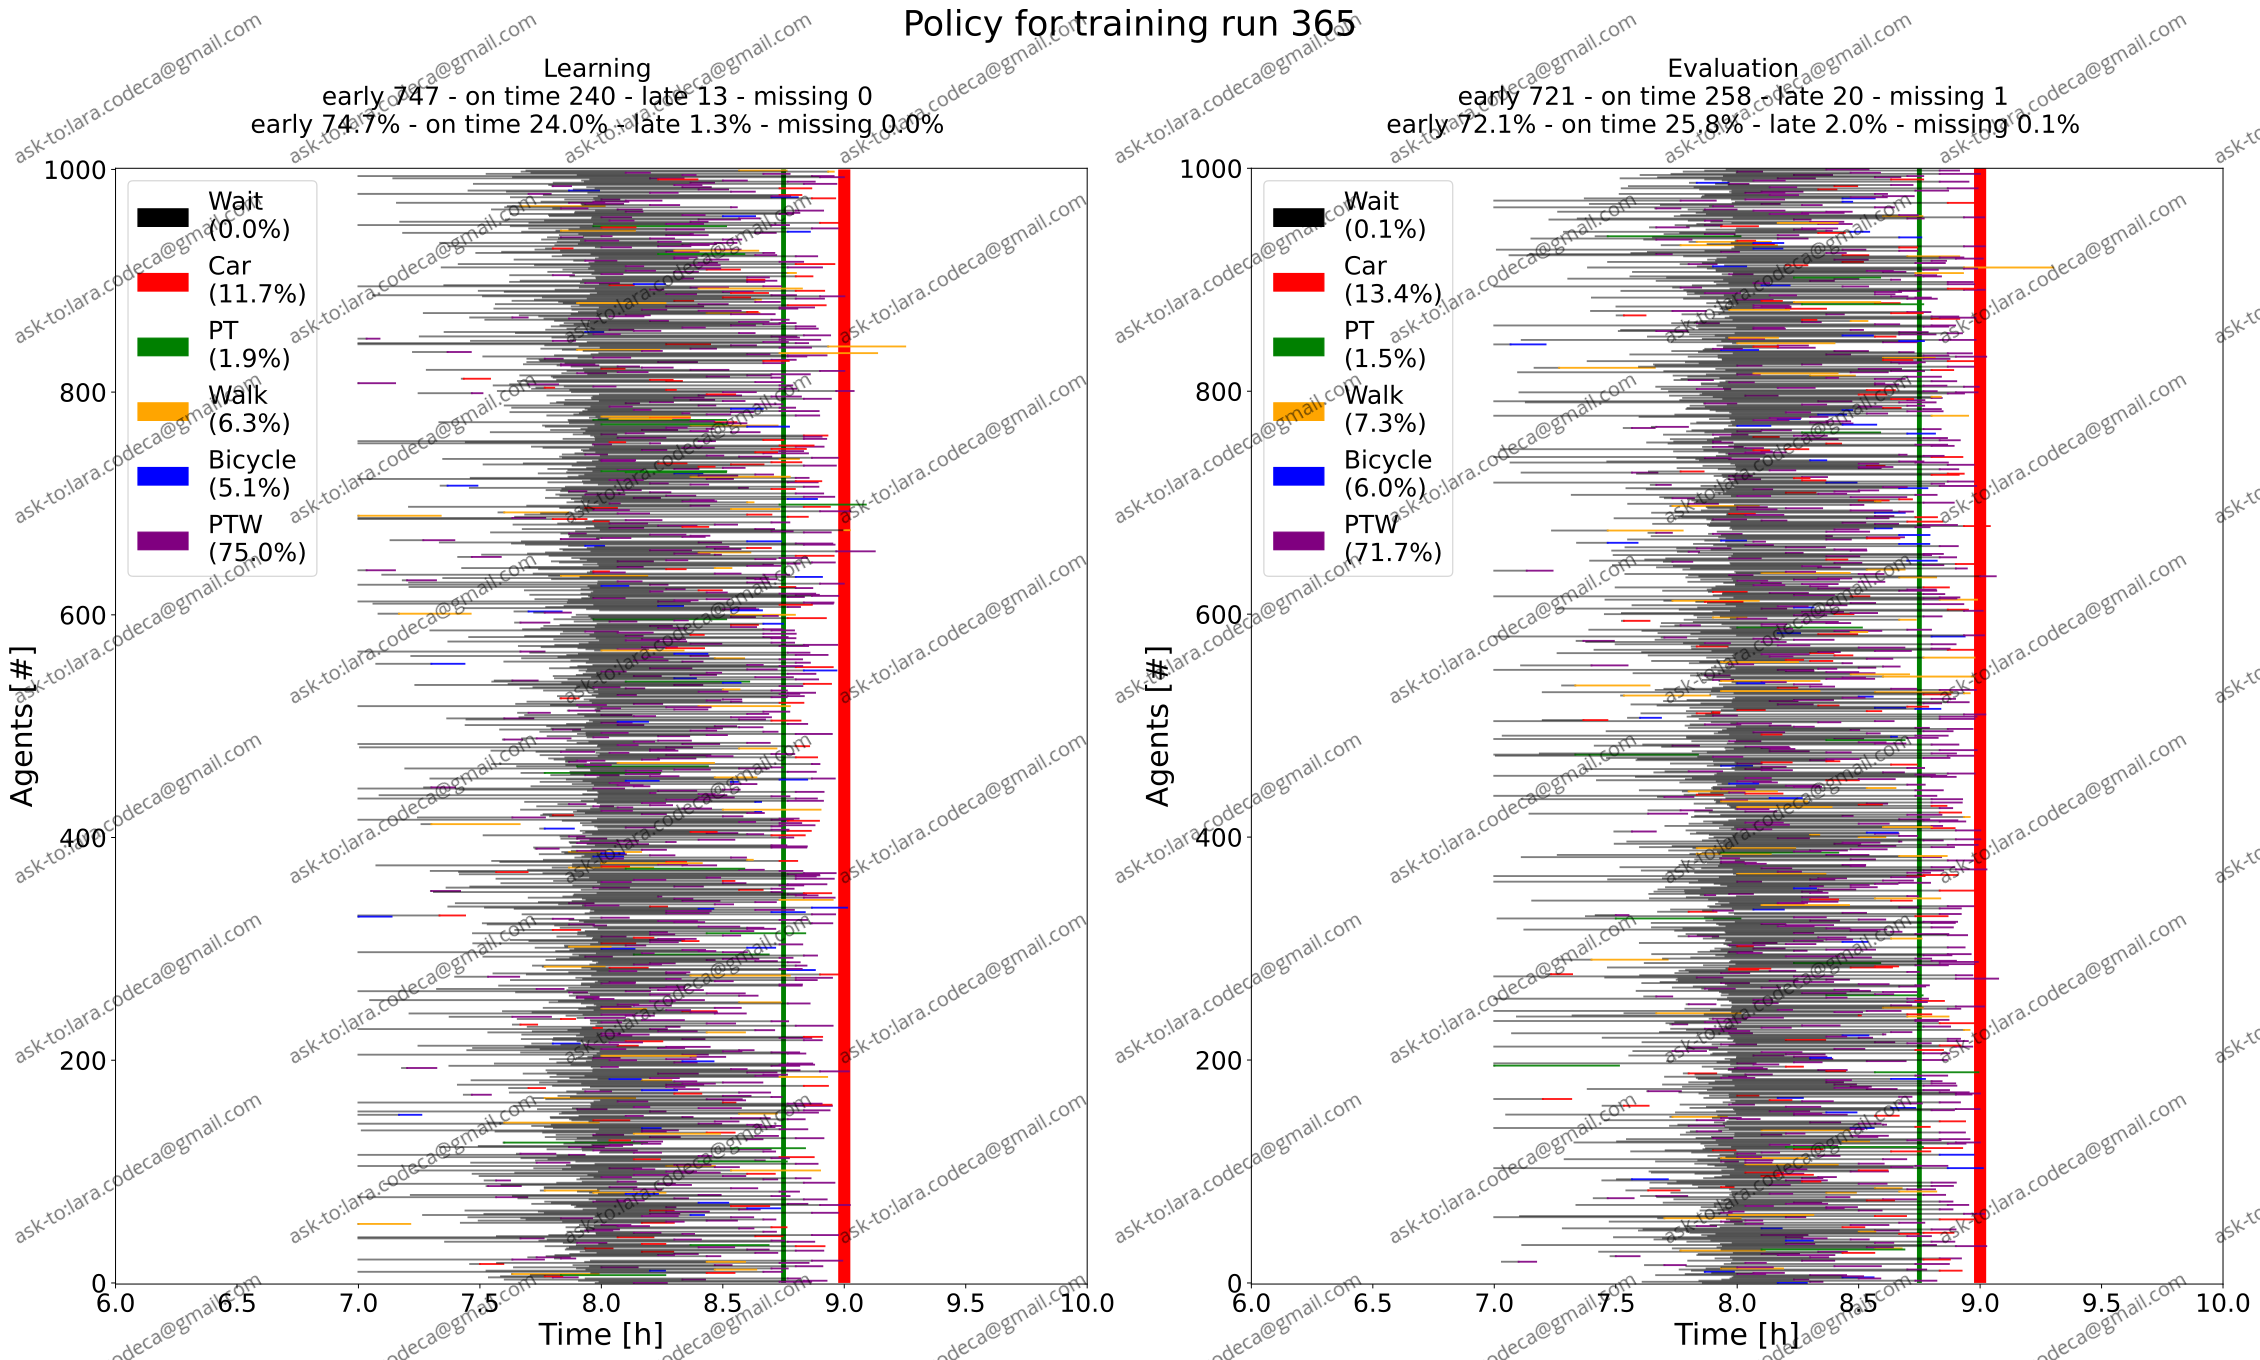 Policy for training run 365
Learning
early 747 - on time 240 - late 13 - missing 0
early 74.7% - on time 24.0% - late 1.3% - missing 0.0%
Evaluation
early 721 - on time 258 - late 20 - missing 1
early 72.1% - on time 25.8% - late 2.0% - missing 0.1%
Agents [#]
1000
800
600
400
200
0
Wait
(0.0%)
Car
(11.7%)
PT
(1.9%)
Walk
(6.3%)
Bicycle
(5.1%)
PTW
(75.0%)
6.0 6.5 7.0 7.5 8.0 8.5 9.0 9.5 10.0
Time [h]
Agents [#]
1000
800
600
400
200
0
Wait
(0.1%)
Car
(13.4%)
PT
(1.5%)
Walk
(7.3%)
Bicycle
(6.0%)
PTW
(71.7%)
6.0 6.5 7.0 7.5 8.0 8.5 9.0 9.5 10.0
Time [h]
ask-to:lara.codeca@gmail.com